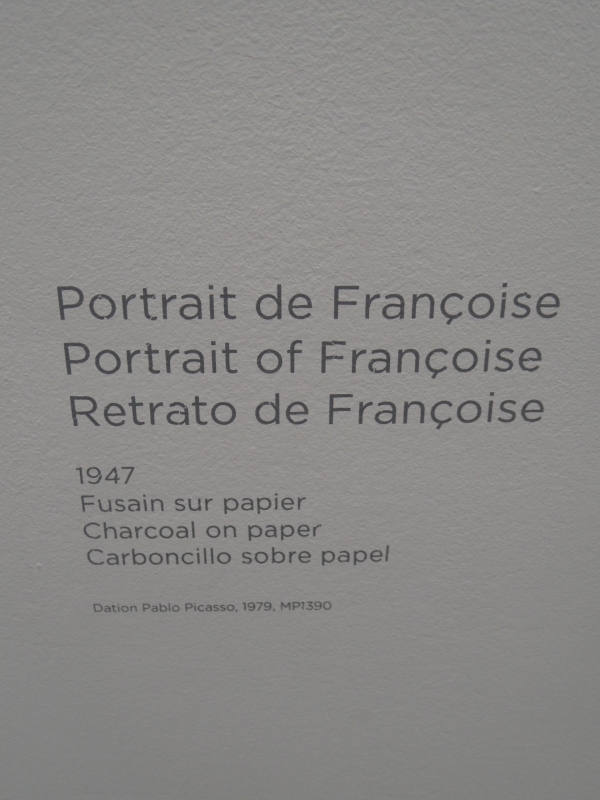 Portrait de Françoise
Portrait of Françoise
Retrato de Françoise
1947
Fusain sur papier
Charcoal on paper
Carboncillo sobre papel
Dation Pablo Picasso, 1979, MP1390